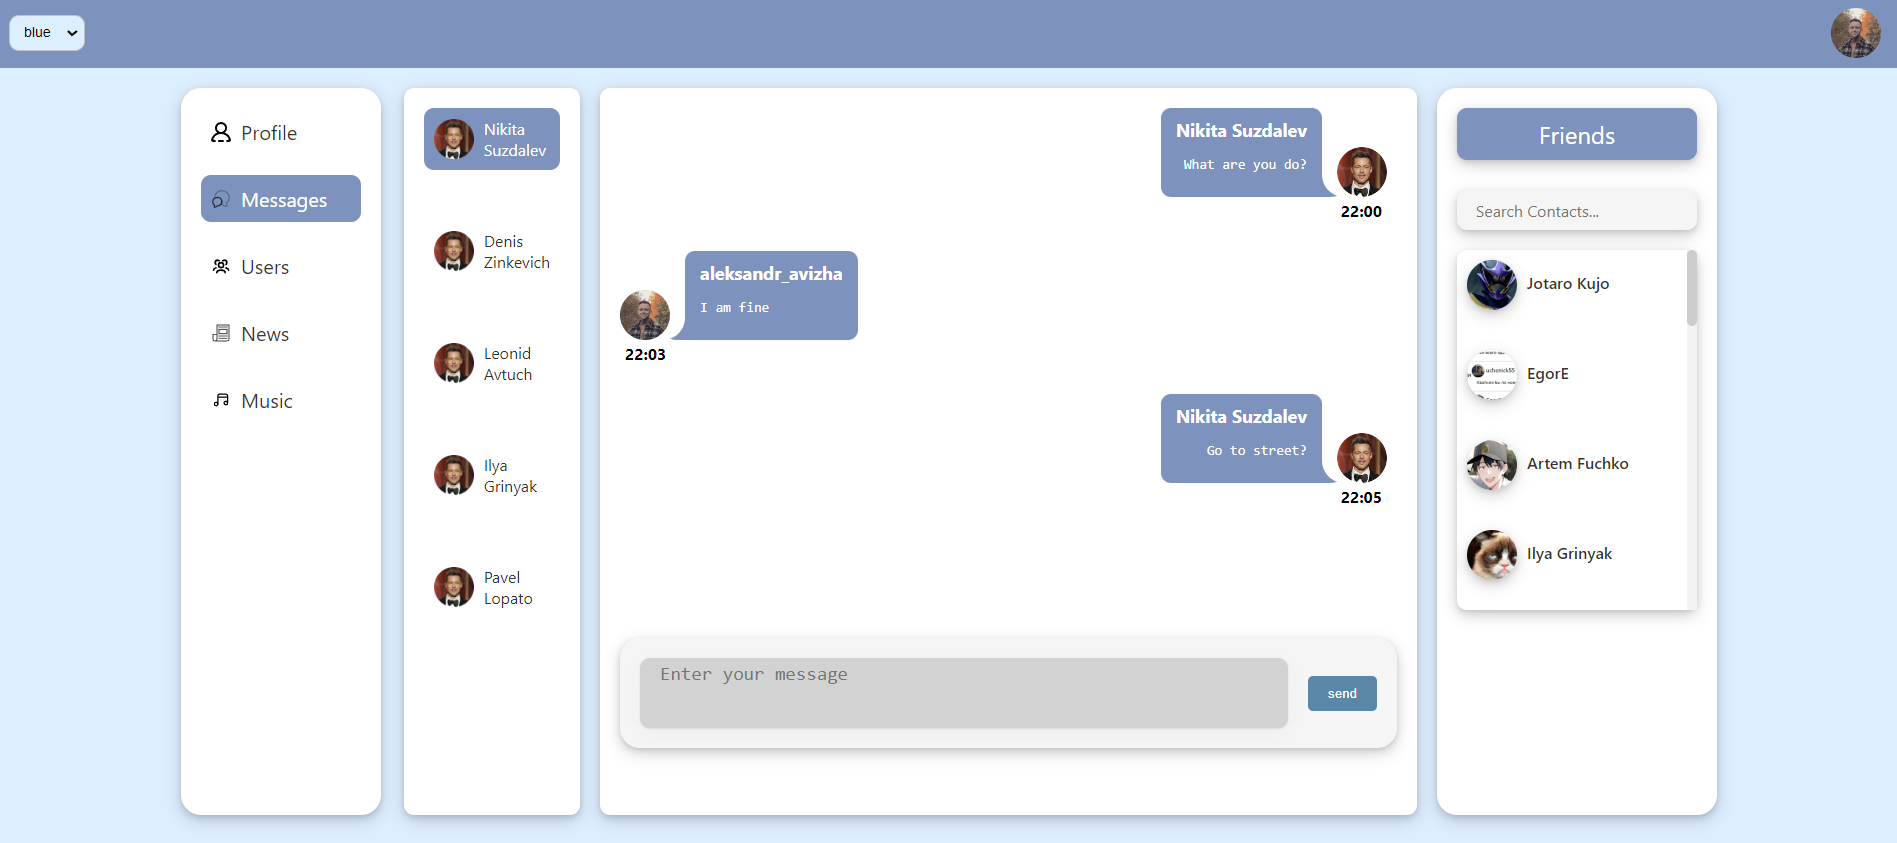 blue
Profile
Messages
Users
News
Music
Nikita
Suzdalev
Denis
Zinkevich
Leonid
Avtuch
Ilya
Grinyak
Pavel
Lopato
Nikita Suzdalev
What are you do?
22:00
aleksandr_avizha
I am fine
22:03
Nikita Suzdalev
Go to street?
22:05
Enter your message
send
Friends
Search Contacts...
Jotaro Kujo
uchenick55
EgorE
Artem Fuchko
Ilya Grinyak